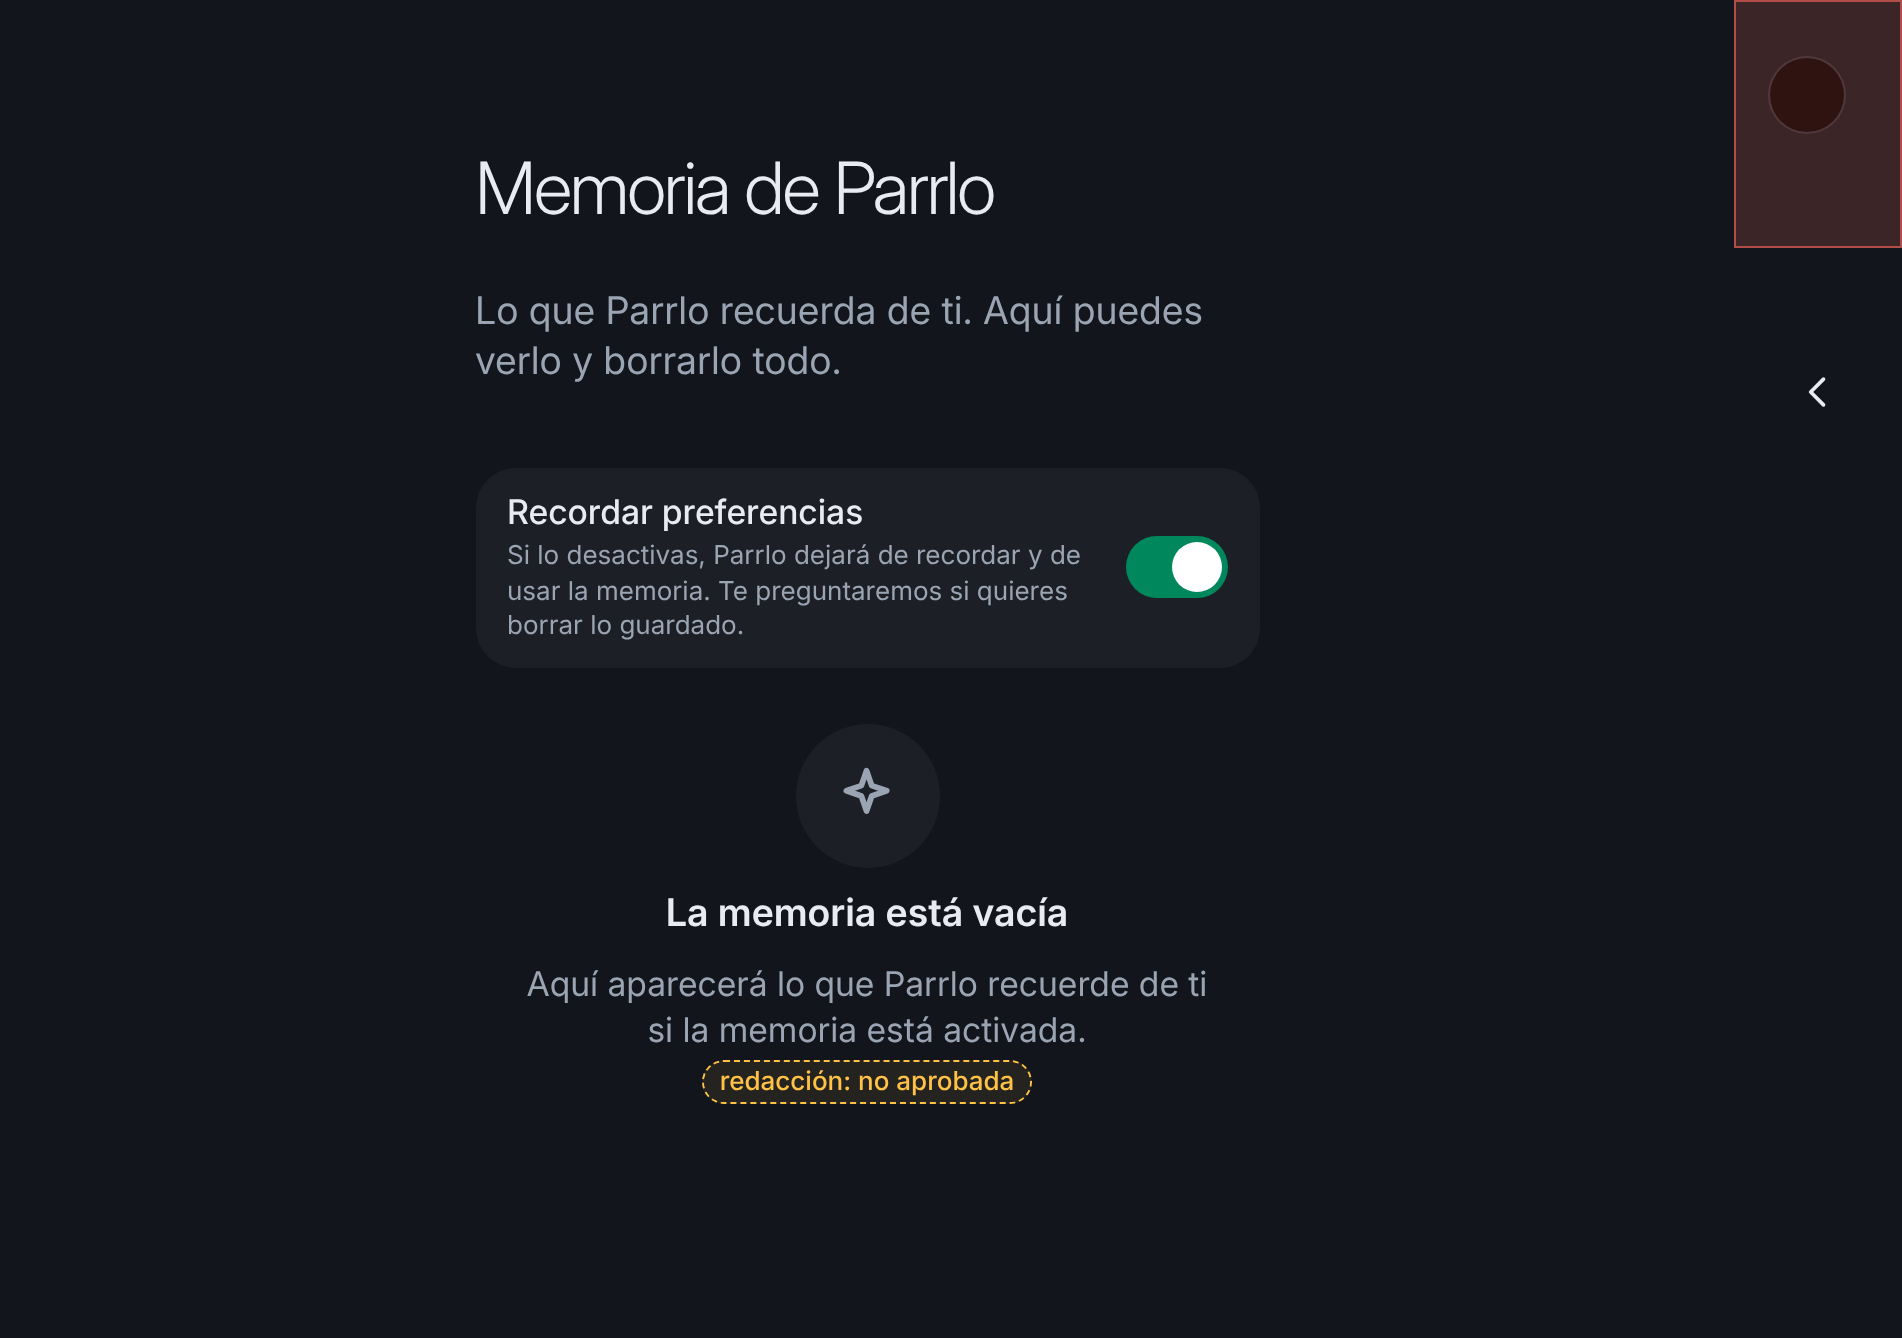 Memoria de Parrlo
Lo que Parrlo recuerda de ti. Aquí puedes
verlo y borrarlo todo.
Recordar preferencias
Si lo desactivas, Parrlo dejará de recordar y de
usar la memoria. Te preguntaremos si quieres
borrar lo guardado.
La memoria está vacía
Aquí aparecerá lo que Parrlo recuerde de ti
si la memoria está activada.
redacción: no aprobada